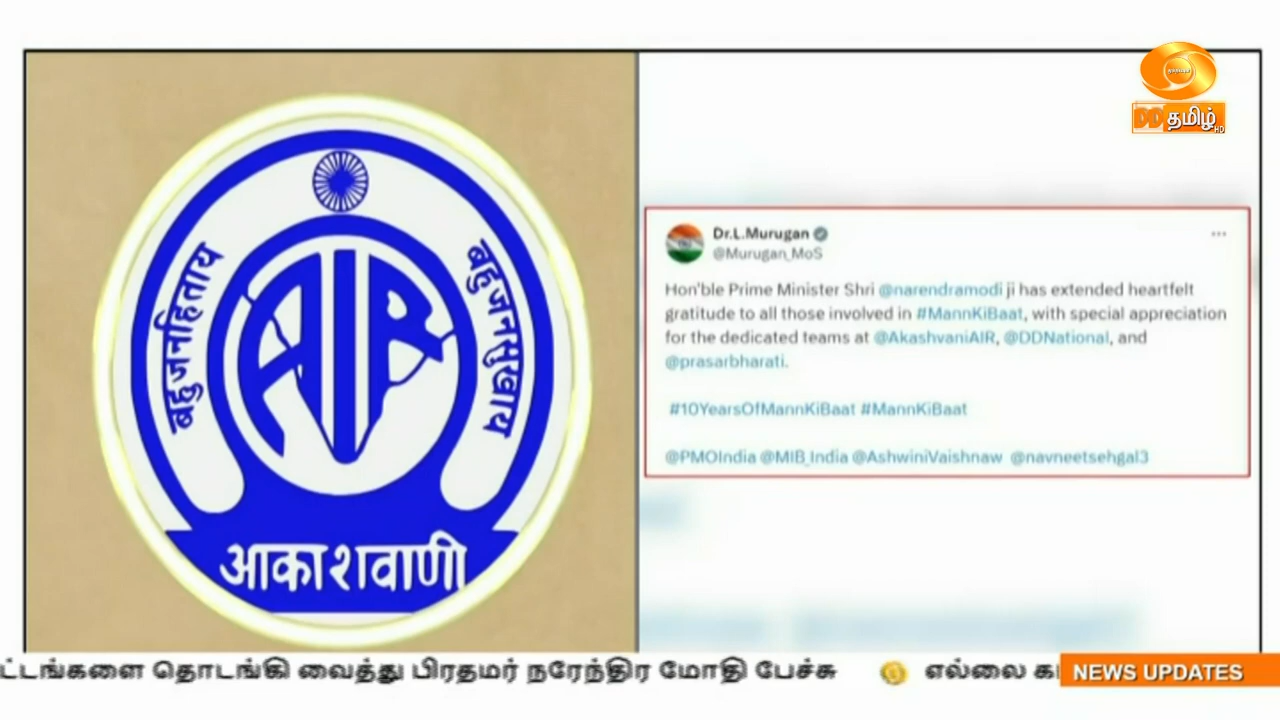 बहुजनहिताय
बहुजनसुखाय
AIR
आकाशवाणी
DD தமிழ் HD
Dr.L.Murugan
@Murugan_MoS
Hon'ble Prime Minister Shri @narendramodi ji has extended heartfelt
gratitude to all those involved in #MannKiBaat, with special appreciation
for the dedicated teams at @AkashvaniAIR, @DDNational, and
@prasarbharati.
#10YearsOfMannKiBaat #MannKiBaat
@PMOIndia @MIB_India @AshwiniVaishnaw @navneetsehgal3
ட்டங்களை தொடங்கி வைத்து பிரதமர் நரேந்திர மோதி பேச்சு
எல்லை க
NEWS UPDATES